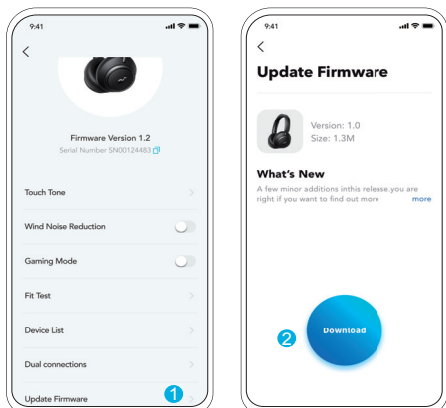 9:41
Firmware Version 1.2
Serial Number SN00124483
Touch Tone
Wind Noise Reduction
Gaming Mode
Fit Test
Device List
Dual connections
Update Firmware
1
9:41
Update Firmware
Version: 1.0
Size: 1.3M
What's New
A few minor additions inthis relesse.you are
right if you want to find out more more
2
Download